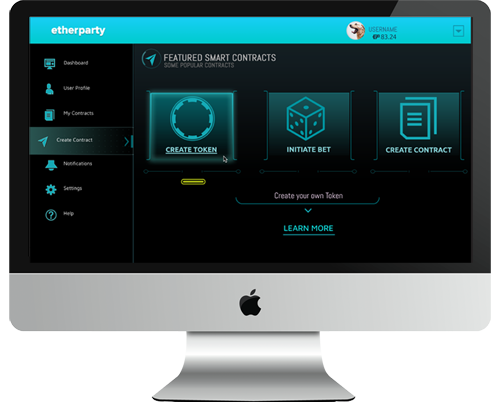 etherparty
USERNAME
EP 83.24
Dashboard
User Profile
My Contracts
Create Contract
Notifications
Settings
Help
FEATURED SMART CONTRACTS
SOME POPULAR CONTRACTS
CREATE TOKEN
INITIATE BET
CREATE CONTRACT
Create your own Token
LEARN MORE